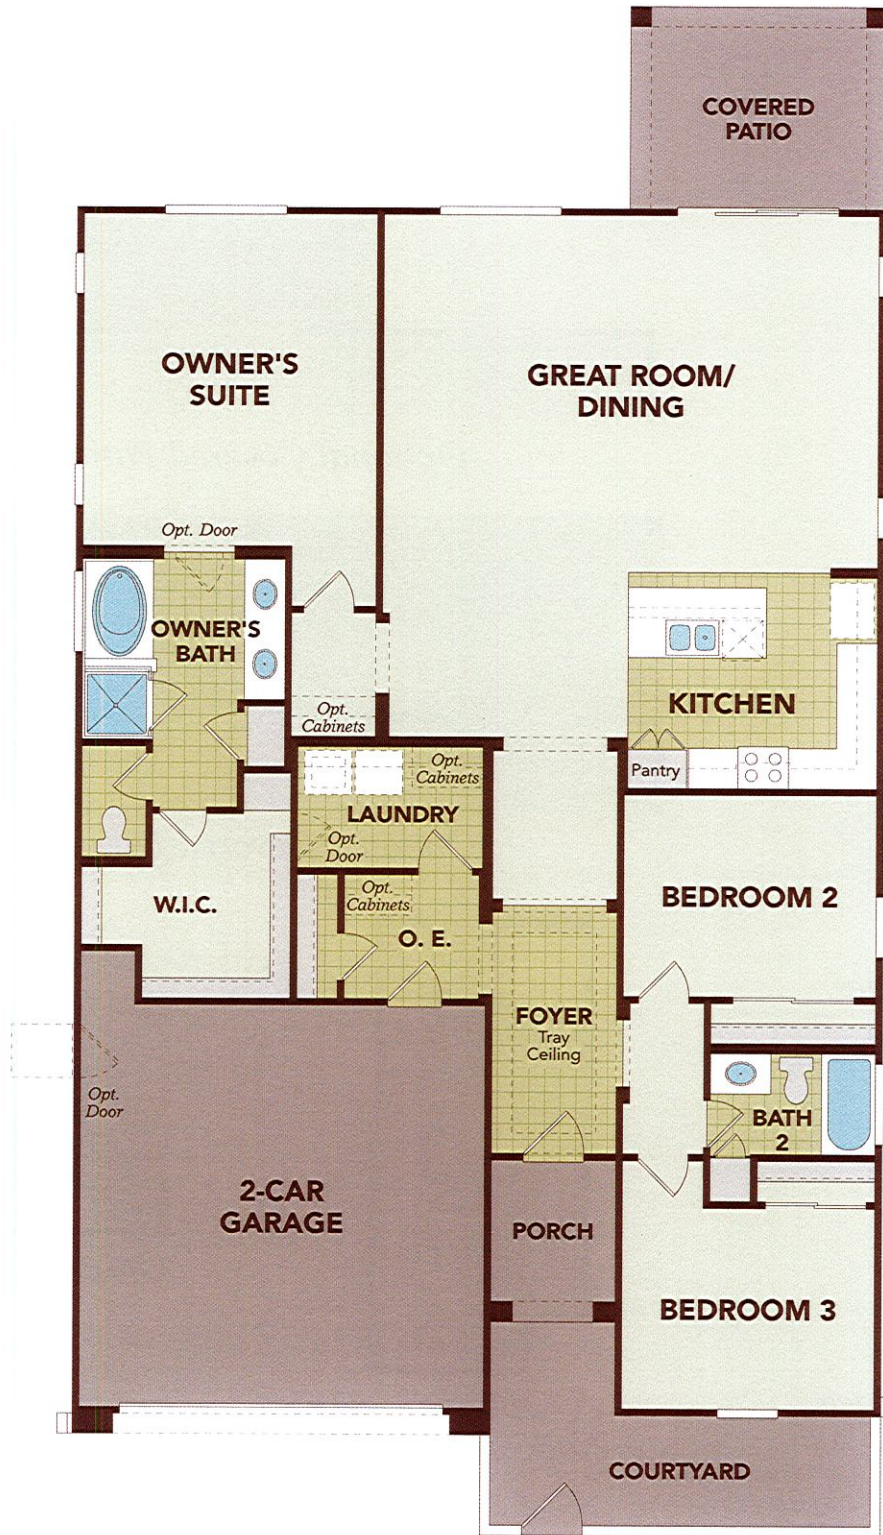 COVERED
PATIO
OWNER'S
SUITE
GREAT ROOM/
DINING
Opt. Door
OWNER'S
BATH
KITCHEN
Opt.
Cabinets
Pantry
Opt.
Cabinets
LAUNDRY
Opt.
Door
Opt.
Cabinets
W.I.C.
BEDROOM 2
O. E.
FOYER
Tray
Ceiling
Opt.
Door
BATH
2
2-CAR
GARAGE
PORCH
BEDROOM 3
COURTYARD